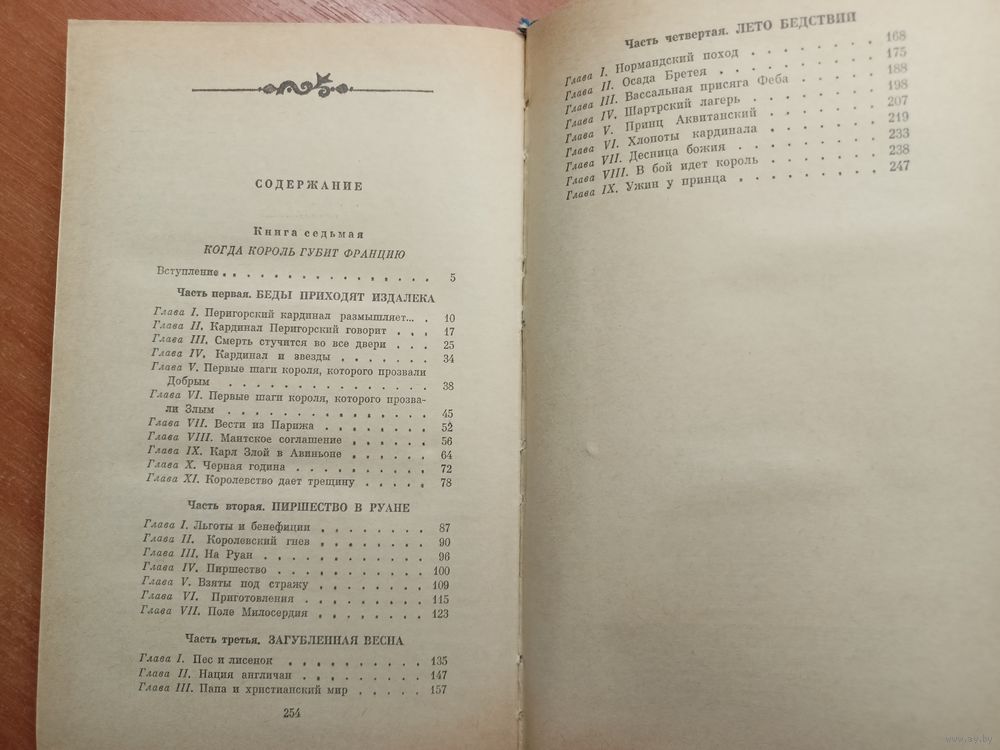 СОДЕРЖАНИЕ
Книга седьмая
КОГДА КОРОЛЬ ГУБИТ ФРАНЦИЮ
Вступление . . . . . . . . . . . . . . . 5
Часть первая. БЕДЫ ПРИХОДЯТ ИЗДАЛЕКА
Глава I. Перигорский кардинал размышляет... . 10
Глава II. Кардинал Перигорский говорит . . . 17
Глава III. Смерть стучится во все двери . . . 25
Глава IV. Кардинал и звезды . . . . . . . 34
Глава V. Первые шаги короля, которого прозвали
Добрым . . . . . . . . . . . . . . . 38
Глава VI. Первые шаги короля, которого прозва-
ли Злым . . . . . . . . . . . . . . 45
Глава VII. Вести из Парижа . . . . . . . . 52
Глава VIII. Мантское соглашение . . . . . . 56
Глава IX. Карл Злой в Авиньоне . . . . . . 64
Глава X. Черная година . . . . . . . . . . 72
Глава XI. Королевство дает трещину . . . . . 78
Часть вторая. ПИРШЕСТВО В РУАНЕ
Глава I. Льготы и бенефиции . . . . . . . . 87
Глава II. Королевский гнев . . . . . . . . 90
Глава III. На Руан . . . . . . . . . . . . 96
Глава IV. Пиршество . . . . . . . . . . . 100
Глава V. Взяты под стражу . . . . . . . . 109
Глава VI. Приготовления . . . . . . . . . 115
Глава VII. Поле Милосердия . . . . . . . . 123
Часть третья. ЗАГУБЛЕННАЯ ВЕСНА
Глава I. Пес и лисенок . . . . . . . . . . 135
Глава II. Нация англичан . . . . . . . . . 147
Глава III. Папа и христианский мир . . . . . 157
254
Часть четвертая. ЛЕТО БЕДСТВИЯ
Глава I. Нормандский поход . . . . . . . . 168
Глава II. Осада Бретея . . . . . . . . . . 175
Глава III. Вассальная присяга Феба . . . . . 188
Глава IV. Шартрский лагерь . . . . . . . . 198
Глава V. Принц Аквитанский . . . . . . . . 207
Глава VI. Хлопоты кардинала . . . . . . . . 219
Глава VII. Десница божия . . . . . . . . . 233
Глава VIII. В бой идет король . . . . . . . 238
Глава IX. Ужин у принца . . . . . . . . . 247
www.ay.by